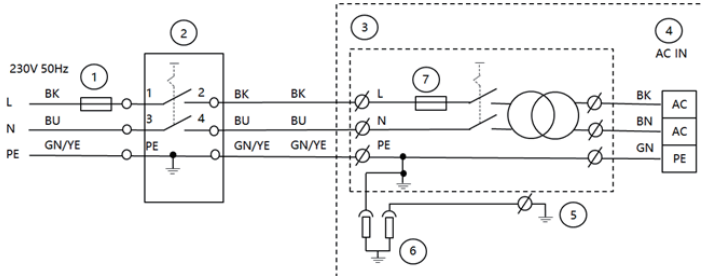 3
4
2
AC IN
230V 50Hz
1
7
L BK 1 2 BK BK L BK AC
N BU 3 4 BU BU N BN AC
PE GN/YE PE GN/YE GN/YE PE GN PE
5
6